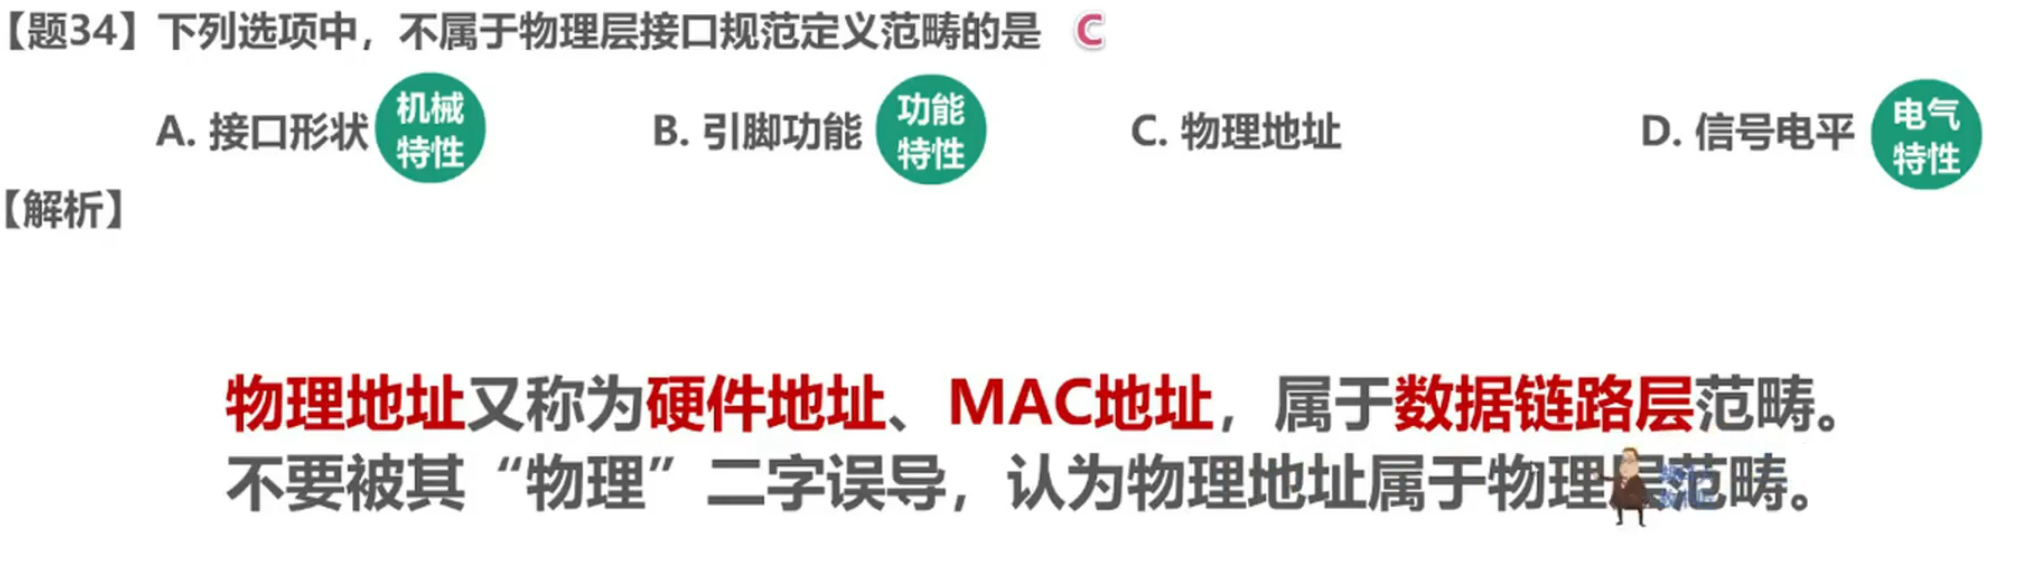 【题34】下列选项中，不属于物理层接口规范定义范畴的是 C
A. 接口形状 机械特性 B. 引脚功能 功能特性 C. 物理地址 D. 信号电平 电气特性
【解析】
物理地址又称为硬件地址、MAC地址，属于数据链路层范畴。
不要被其“物理”二字误导，认为物理地址属于物理层范畴。